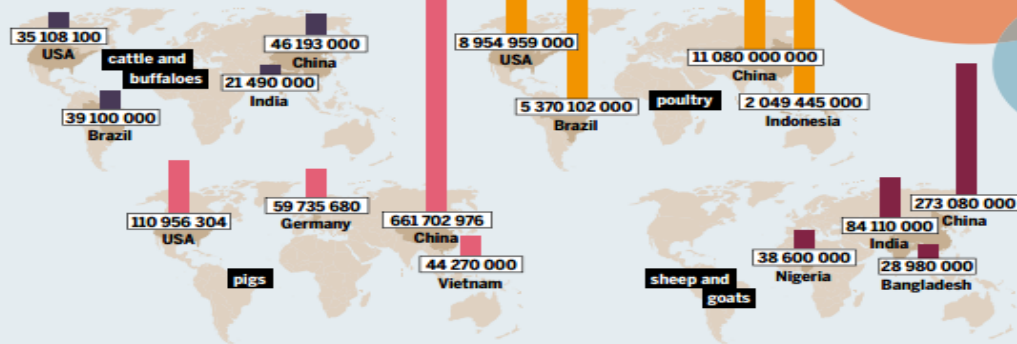 35 108 100
USA
cattle and
buffaloes
46 193 000
China
21 490 000
India
39 100 000
Brazil
8 954 959 000
USA
11 080 000 000
China
5 370 102 000
Brazil
poultry
2 049 445 000
Indonesia
110 956 304
USA
59 735 680
Germany
661 702 976
China
44 270 000
Vietnam
pigs
273 080 000
China
84 110 000
India
38 600 000
Nigeria
28 980 000
Bangladesh
sheep and
goats